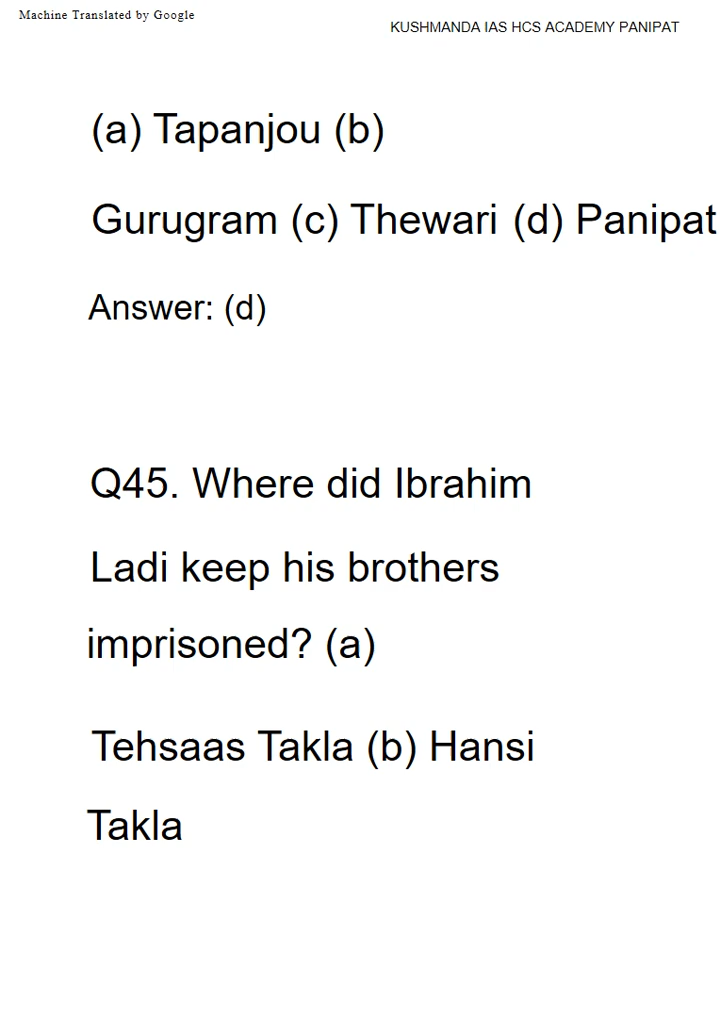 Machine Translated by Google
KUSHMANDA IAS HCS ACADEMY PANIPAT
(a) Tapanjou (b)
Gurugram (c) Thewari (d) Panipat
Answer: (d)
Q45. Where did Ibrahim
Ladi keep his brothers
imprisoned? (a)
Tehsaas Takla (b) Hansi
Takla